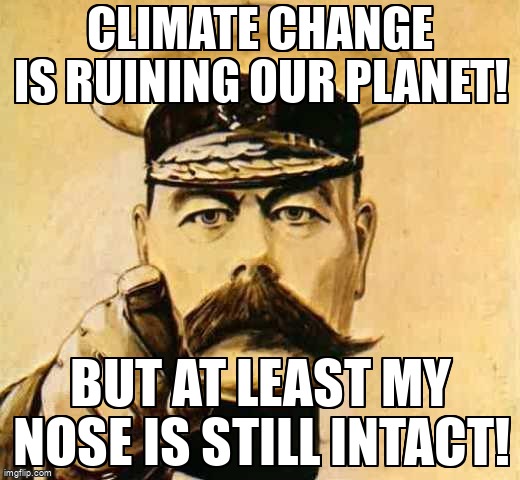 CLIMATE CHANGE
IS RUINING OUR PLANET!
BUT AT LEAST MY
NOSE IS STILL INTACT!
imgflip.com